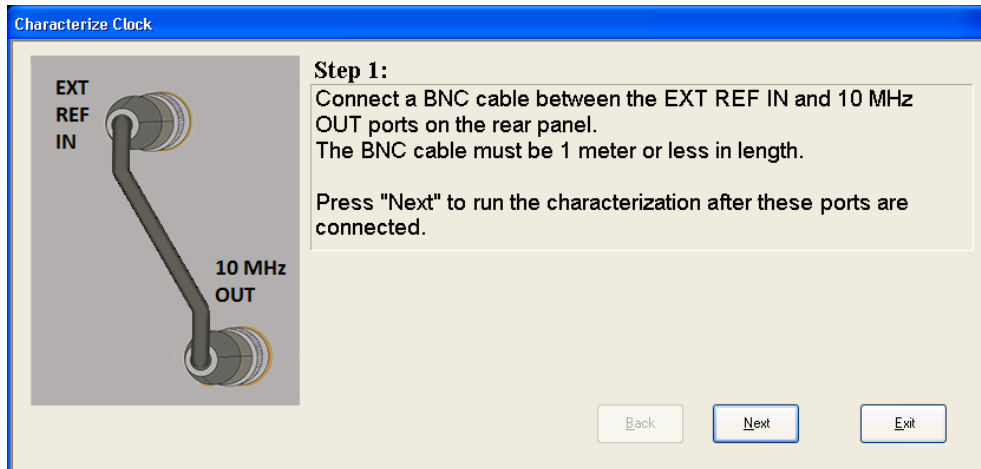 Characterize Clock
EXT
REF
IN
10 MHz
OUT
Step 1:
Connect a BNC cable between the EXT REF IN and 10 MHz
OUT ports on the rear panel.
The BNC cable must be 1 meter or less in length.
Press "Next" to run the characterization after these ports are
connected.
Back
Next
Exit